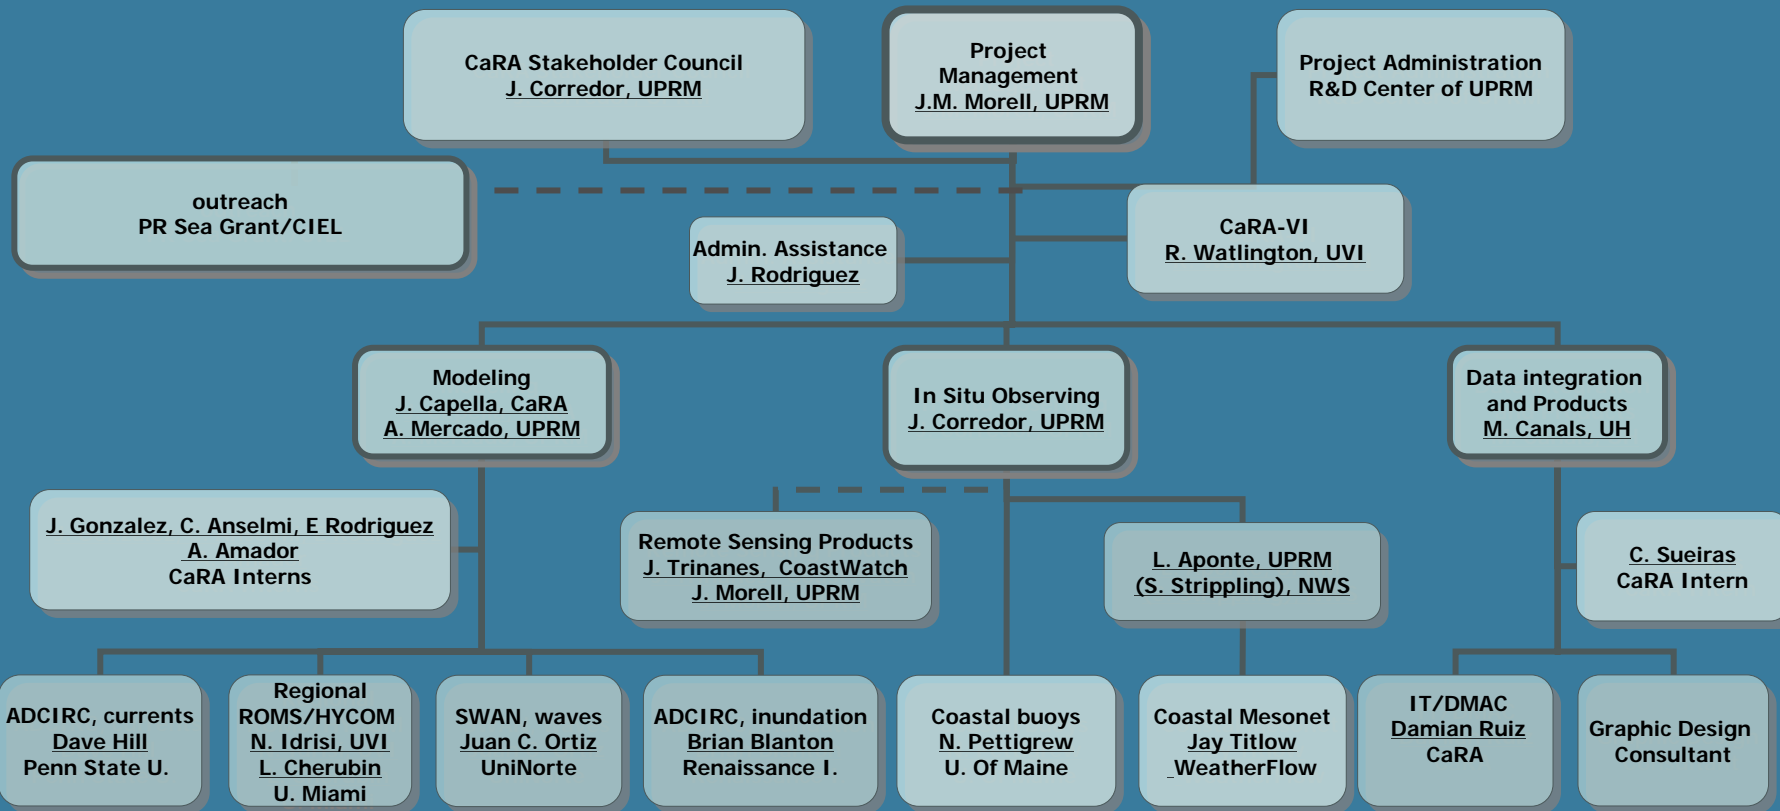 CaRA Stakeholder Council
J. Corredor, UPRM
Project
Management
J.M. Morell, UPRM
Project Administration
R&D Center of UPRM
outreach
PR Sea Grant/CIEL
Admin. Assistance
J. Rodriguez
CaRA-VI
R. Watlington, UVI
Modeling
J. Capella, CaRA
A. Mercado, UPRM
In Situ Observing
J. Corredor, UPRM
Data integration
and Products
M. Canals, UH
J. Gonzalez, C. Anselmi, E Rodriguez
A. Amador
CaRA Interns
Remote Sensing Products
J. Trinanes, CoastWatch
J. Morell, UPRM
L. Aponte, UPRM
(S. Strippling), NWS
C. Sueiras
CaRA Intern
ADCIRC, currents
Dave Hill
Penn State U.
Regional
ROMS/HYCOM
N. Idrisi, UVI
L. Cherubin
U. Miami
SWAN, waves
Juan C. Ortiz
UniNorte
ADCIRC, inundation
Brian Blanton
Renaissance I.
Coastal buoys
N. Pettigrew
U. Of Maine
Coastal Mesonet
Jay Titlow
WeatherFlow
IT/DMAC
Damian Ruiz
CaRA
Graphic Design
Consultant